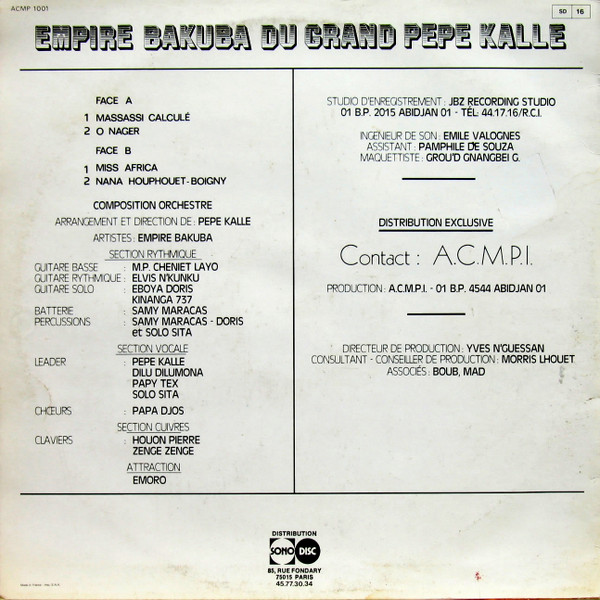 ACMP 1001
SD 16
EMPIRE BAKUBA DU GRAND PEPE KALLE
FACE A
1 MASSASSI CALCULÉ
2 O NAGER
FACE B
1 MISS AFRICA
2 NANA HOUPHOUET-BOIGNY
COMPOSITION ORCHESTRE
ARRANGEMENT ET DIRECTION DE : PEPE KALLE
ARTISTES : EMPIRE BAKUBA
SECTION RYTHMIQUE
GUITARE BASSE : M.P. CHENIET LAYO
GUITARE RYTHMIQUE : ELVIS N'KUNKU
GUITARE SOLO : EBOYA DORIS
KINANGA 737
BATTERIE : SAMY MARACAS
PERCUSSIONS : SAMY MARACAS - DORIS
et SOLO SITA
SECTION VOCALE
LEADER : PEPE KALLE
DILU DILUMONA
PAPY TEX
SOLO SITA
CHŒURS : PAPA DJOS
SECTION CUIVRES
CLAVIERS : HOUON PIERRE
ZENGE ZENGE
ATTRACTION
EMORO
STUDIO D'ENREGISTREMENT : JBZ RECORDING STUDIO
01 B.P. 2015 ABIDJAN 01 - TÉL: 44.17.16/R.C.I.
INGENIEUR DE SON : EMILE VALOGNES
ASSISTANT : PAMPHILE DE SOUZA
MAQUETTISTE : GROU'D GNANGBEI G.
DISTRIBUTION EXCLUSIVE
Contact : A.C.M.P.I.
PRODUCTION : A.C.M.P.I. - 01 B.P. 4544 ABIDJAN 01
DIRECTEUR DE PRODUCTION : YVES N'GUESSAN
CONSULTANT - CONSEILLER DE PRODUCTION : MORRIS LHOUET
ASSOCIÉS : BOUB, MAD
DISTRIBUTION
SONO DISC
85, RUE FONDARY
75015 PARIS
45.77.30.34